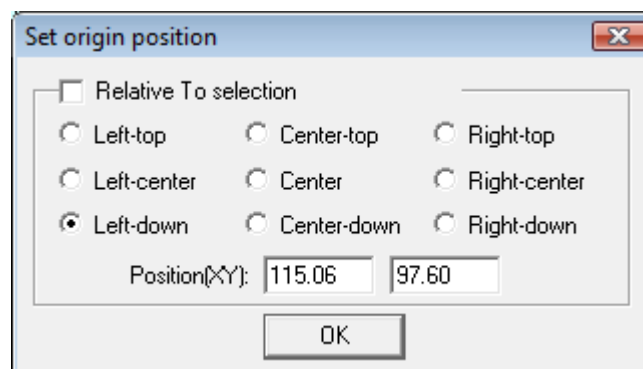 Set origin position
Relative To selection
Left-top Center-top Right-top
Left-center Center Right-center
Left-down Center-down Right-down
Position(XY): 115.06 97.60
OK